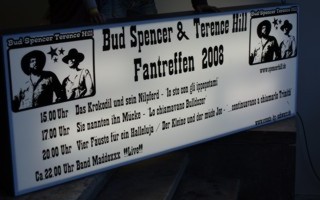 Bud Spencer Terence Hill
Bud Spencer & Terence Hill
Fantreffen 2008
15.00 Uhr Das Krokodil und sein Nilpferd - Io sto con gli ippopotami
17.00 Uhr Sie nannten ihn Mücke - Lo chiamavano Bulldozer
20.00 Uhr Vier Fäuste für ein Halleluja / Der Kleine und der müde Joe - ...continuavano a chiamarlo Trinità
Ca 22.00 Uhr Band Maddoxxx "Live"